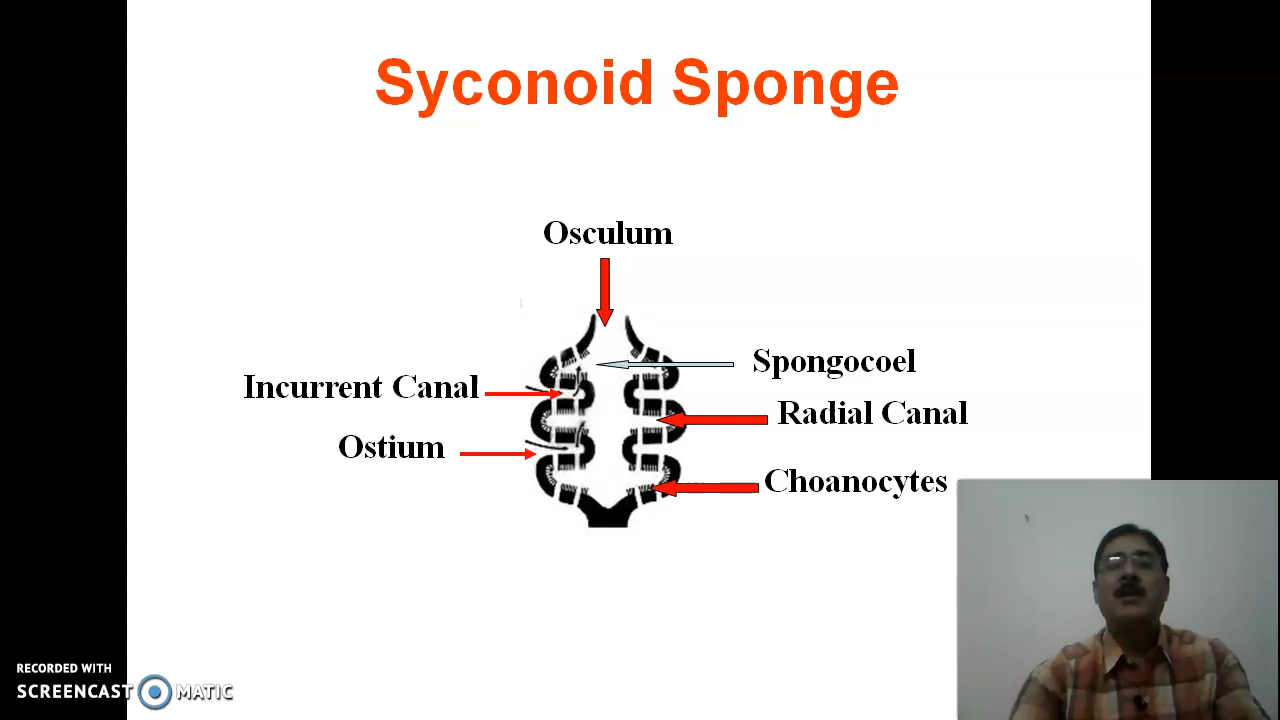 Syconoid Sponge
Osculum
Spongocoel
Incurrent Canal
Radial Canal
Ostium
Choanocytes
RECORDED WITH
SCREENCAST MATIC